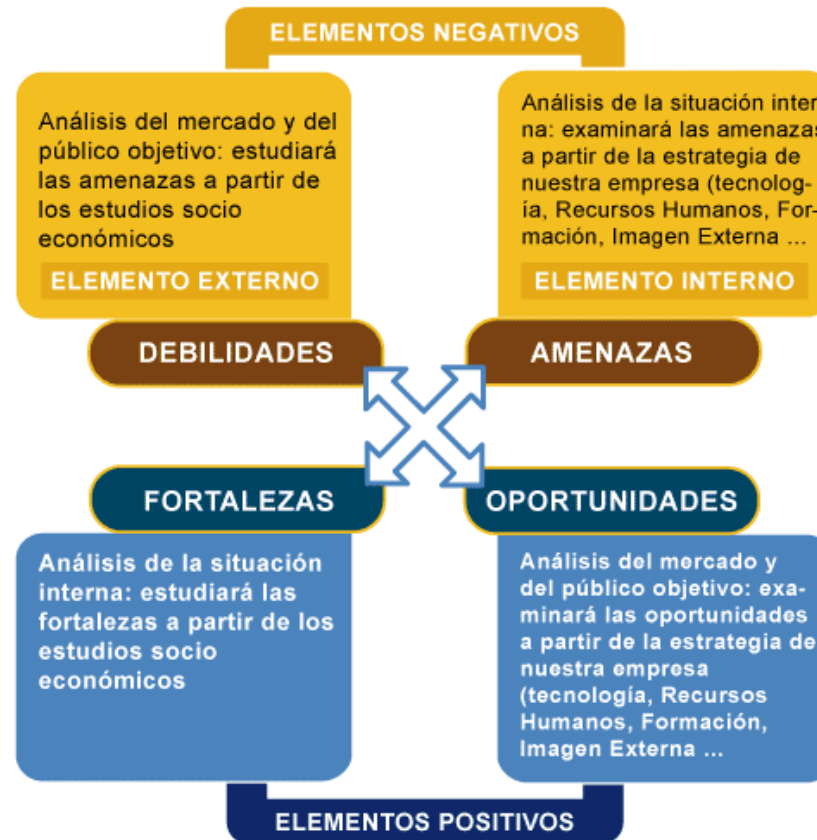 ELEMENTOS NEGATIVOS
Análisis del mercado y del
público objetivo: estudiará
las amenazas a partir de
los estudios socio
económicos
ELEMENTO EXTERNO
DEBILIDADES
Análisis de la situación inter
na: examinará las amenazas
a partir de la estrategia de
nuestra empresa (tecnolog-
ía, Recursos Humanos, For-
mación, Imagen Externa ...
ELEMENTO INTERNO
AMENAZAS
FORTALEZAS
Análisis de la situación
interna: estudiará las
fortalezas a partir de los
estudios socio
económicos
OPORTUNIDADES
Análisis del mercado y
del público objetivo: exa-
minará las oportunidades
a partir de la estrategia de
nuestra empresa
(tecnología, Recursos
Humanos, Formación,
Imagen Externa ...
ELEMENTOS POSITIVOS